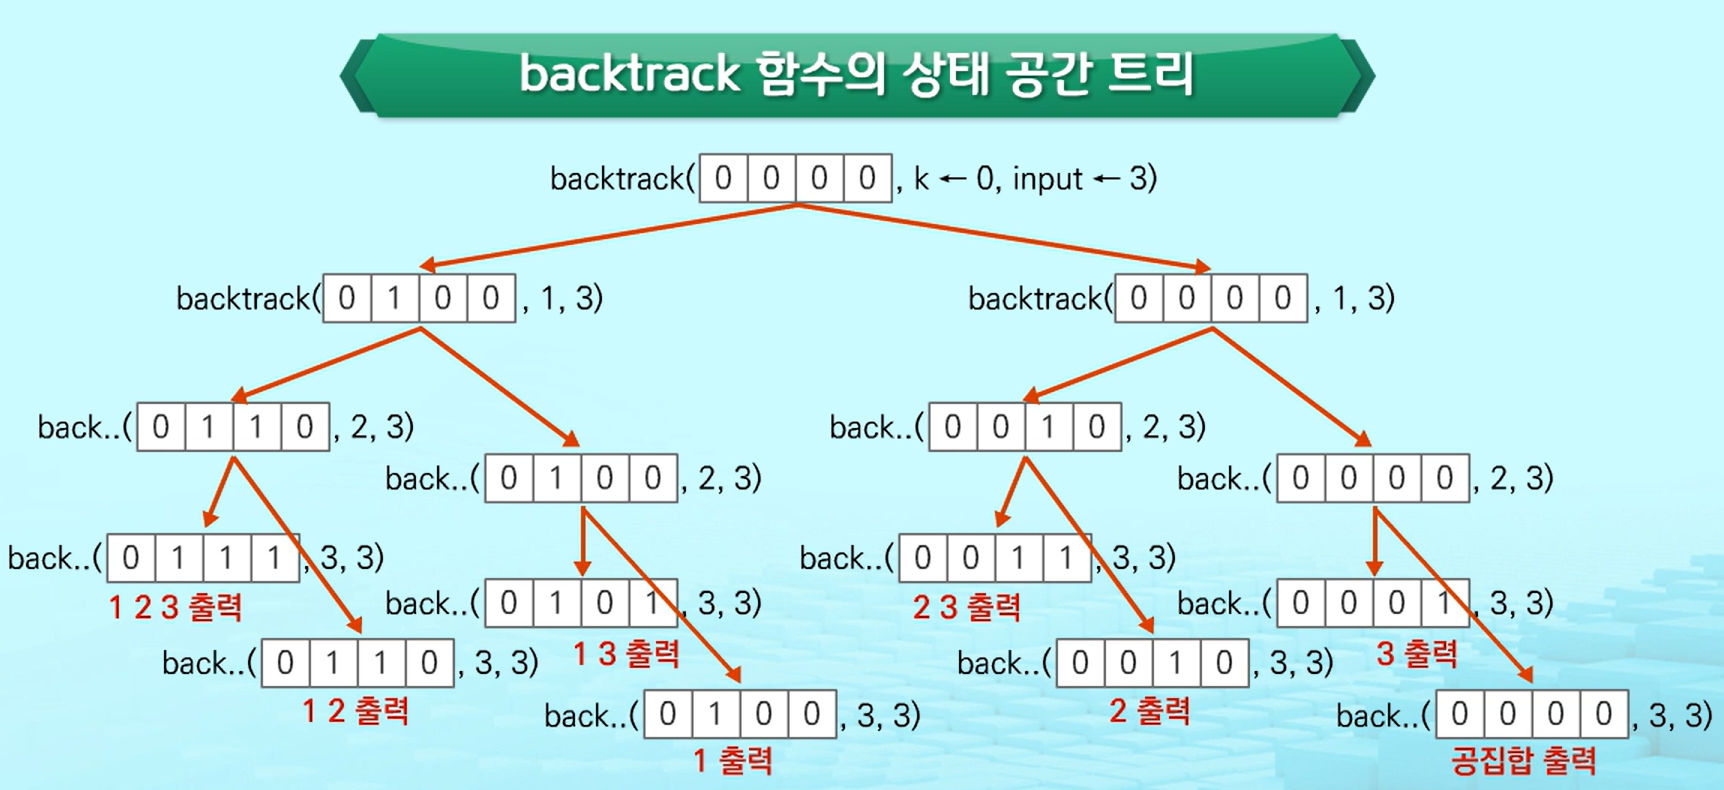 backtrack 함수의 상태 공간 트리
backtrack( 0 0 0 0 , k ← 0, input ← 3)
backtrack( 0 1 0 0 , 1, 3)
backtrack( 0 0 0 0 , 1, 3)
back..( 0 1 1 0 , 2, 3)
back..( 0 0 1 0 , 2, 3)
back..( 0 1 0 0 , 2, 3)
back..( 0 0 0 0 , 2, 3)
back..( 0 1 1 1 , 3, 3)
1 2 3 출력
back..( 0 0 1 1 , 3, 3)
2 3 출력
back..( 0 1 0 1 , 3, 3)
1 3 출력
back..( 0 0 0 1 , 3, 3)
3 출력
back..( 0 1 1 0 , 3, 3)
1 2 출력
back..( 0 0 1 0 , 3, 3)
2 출력
back..( 0 1 0 0 , 3, 3)
1 출력
back..( 0 0 0 0 , 3, 3)
공집합 출력